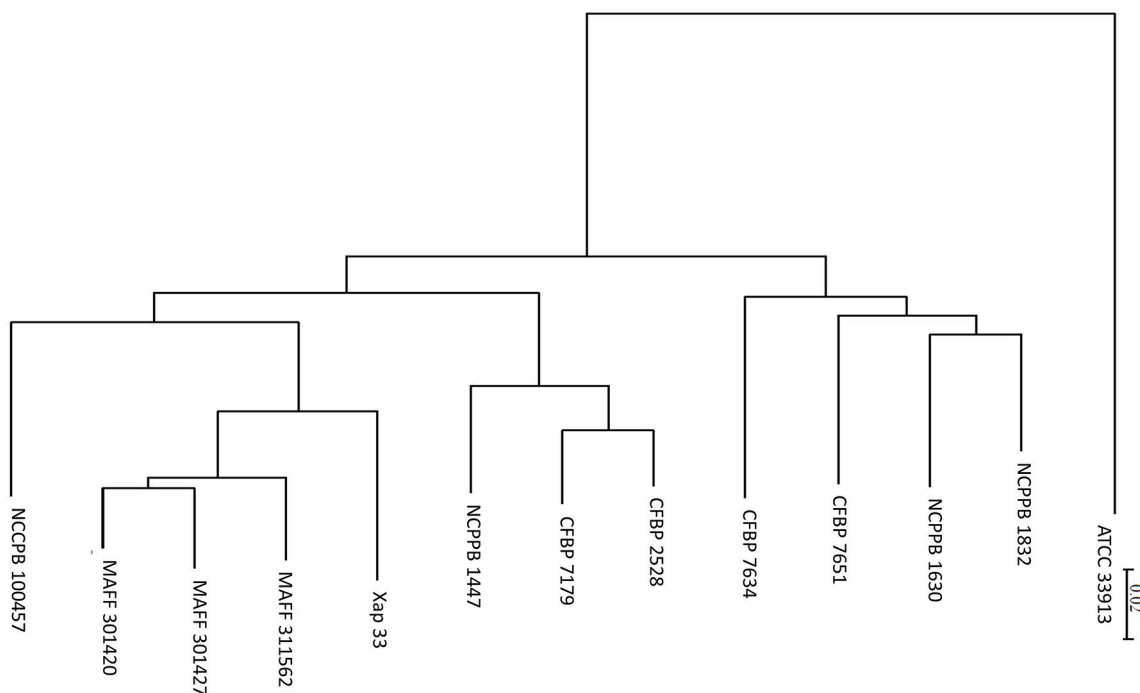 NCCPB 100457
MAFF 301420
MAFF 301427
MAFF 311562
Xap 33
NCPPB 1447
CFBP 7179
CFBP 2528
CFBP 7634
CFBP 7651
NCPPB 1630
NCPPB 1832
ATCC 33913
0.02